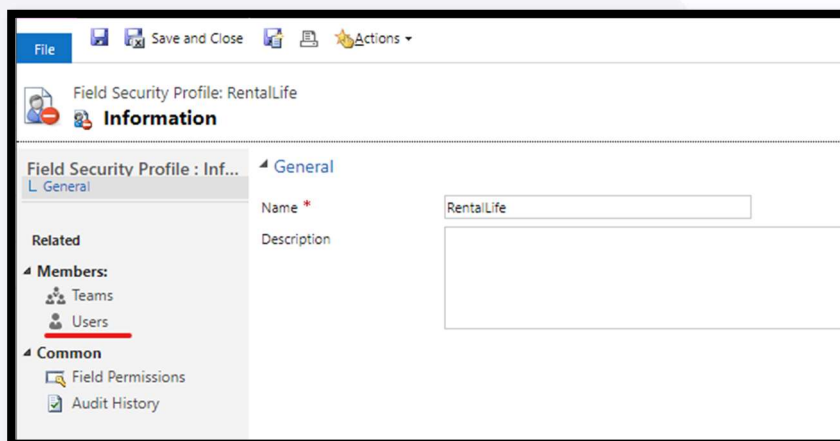 File
Save and Close
Actions
Field Security Profile: RentalLife
Information
Field Security Profile : Inf...
General
Related
Members:
Teams
Users
Common
Field Permissions
Audit History
General
Name *
RentalLife
Description